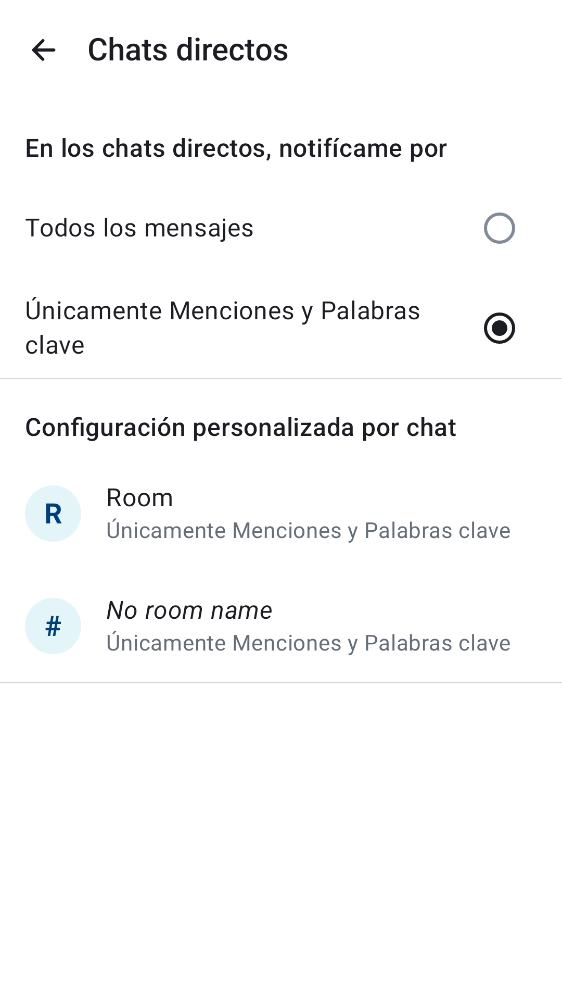 Chats directos
En los chats directos, notifícame por
Todos los mensajes
Únicamente Menciones y Palabras
clave
Configuración personalizada por chat
R
Room
Únicamente Menciones y Palabras clave
#
No room name
Únicamente Menciones y Palabras clave